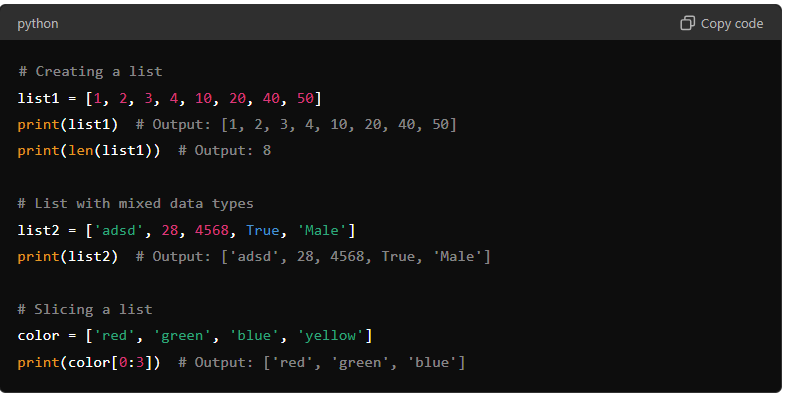 python
Copy code
# Creating a list
list1 = [1, 2, 3, 4, 10, 20, 40, 50]
print(list1)  # Output: [1, 2, 3, 4, 10, 20, 40, 50]
print(len(list1))  # Output: 8
# List with mixed data types
list2 = ['adsd', 28, 4568, True, 'Male']
print(list2)  # Output: ['adsd', 28, 4568, True, 'Male']
# Slicing a list
color = ['red', 'green', 'blue', 'yellow']
print(color[0:3])  # Output: ['red', 'green', 'blue']